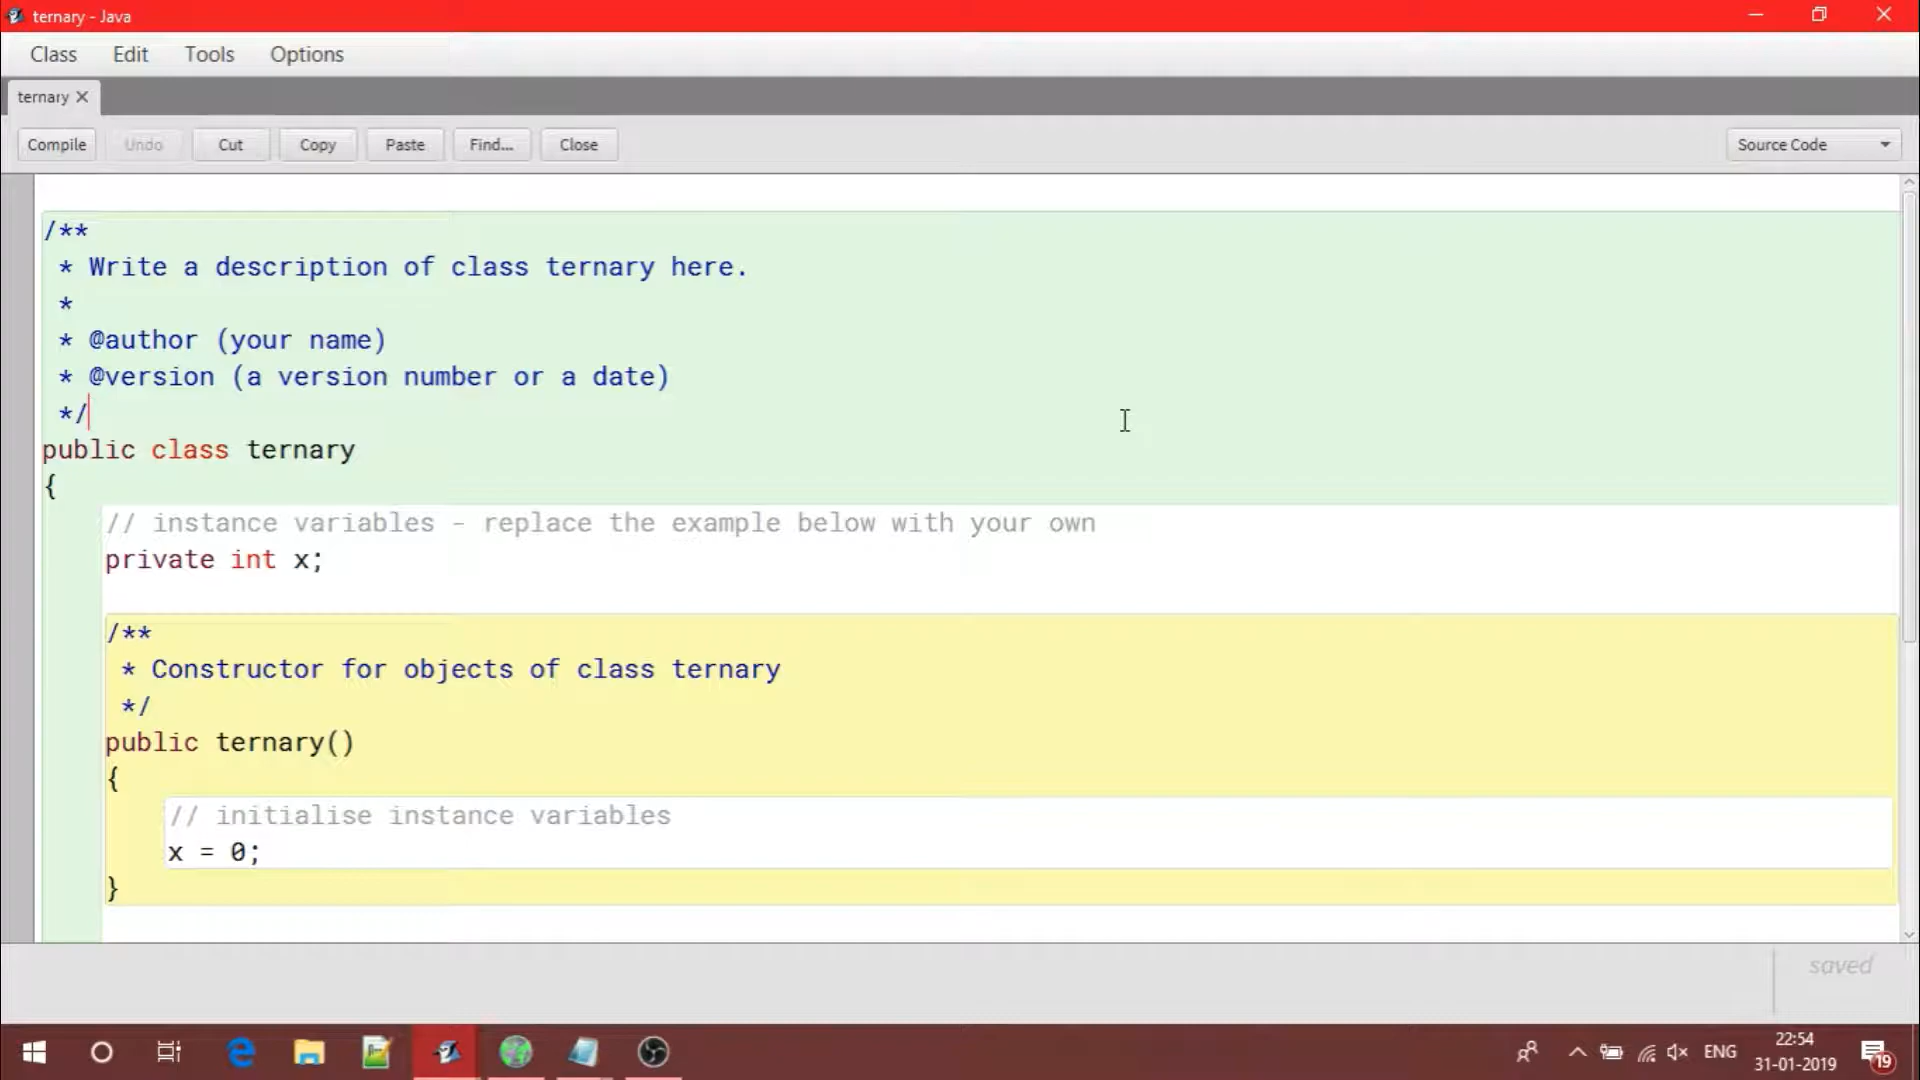 ternary - Java
Class Edit Tools Options
ternary
Compile Undo Cut Copy Paste Find... Close Source Code
/**
 * Write a description of class ternary here.
 *
 * @author (your name)
 * @version (a version number or a date)
 */
public class ternary
{
    // instance variables - replace the example below with your own
    private int x;
    /**
     * Constructor for objects of class ternary
     */
    public ternary()
    {
        // initialise instance variables
        x = 0;
    }
saved
ENG 22:54
31-01-2019
19